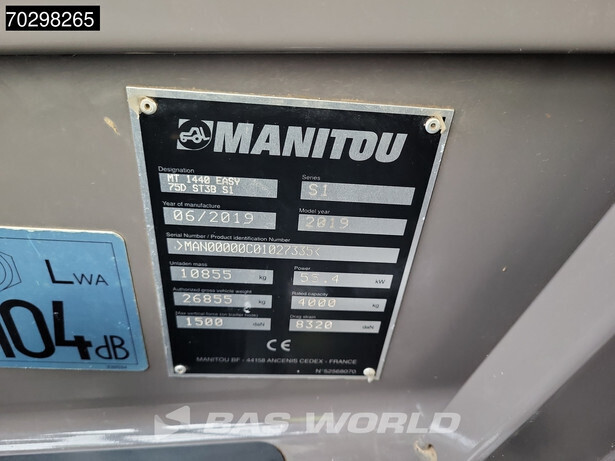 70298265
MANITOU
Designation
MT 1440 EASY
75D ST3B S1
Series
S1
Year of manufacture
06/2019
Model year
2019
Serial Number / Product identification Number
>MAN00000C01027335<
Unladen mass
10855 kg
Power
55.4 kW
Authorized gross vehicle weight
26855 kg
Rated capacity
4000 kg
1500 daN
Drag strain
8320 daN
CE
MANITOU BF - 44158 ANCENIS CEDEX - FRANCE
LWA
104dB
BAS WORLD